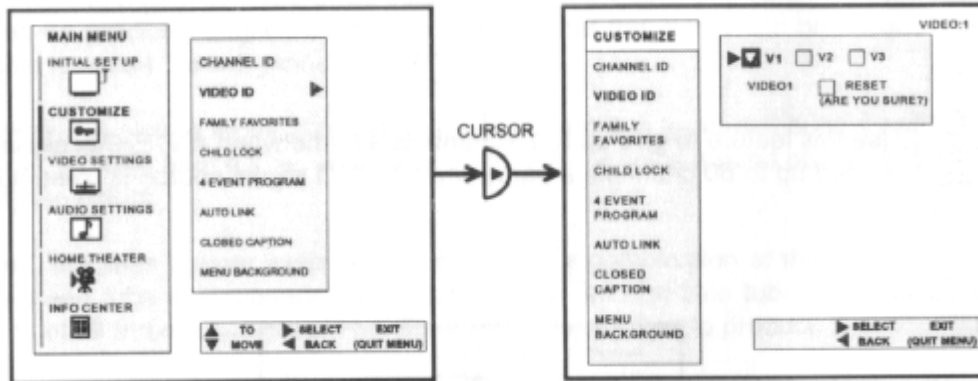 MAIN MENU
INITIAL SET UP
CUSTOMIZE
VIDEO SETTINGS
AUDIO SETTINGS
HOME THEATER
INFO CENTER
CHANNEL ID
VIDEO ID
FAMILY FAVORITES
CHILD LOCK
4 EVENT PROGRAM
AUTO LINK
CLOSED CAPTION
MENU BACKGROUND
TO SELECT EXIT
MOVE BACK (QUIT MENU)
CURSOR
VIDEO:1
CUSTOMIZE
CHANNEL ID
VIDEO ID
FAMILY
FAVORITES
CHILD LOCK
4 EVENT
PROGRAM
AUTO LINK
CLOSED
CAPTION
MENU
BACKGROUND
V1 V2 V3
VIDEO1 RESET
(ARE YOU SURE?)
SELECT EXIT
BACK (QUIT MENU)